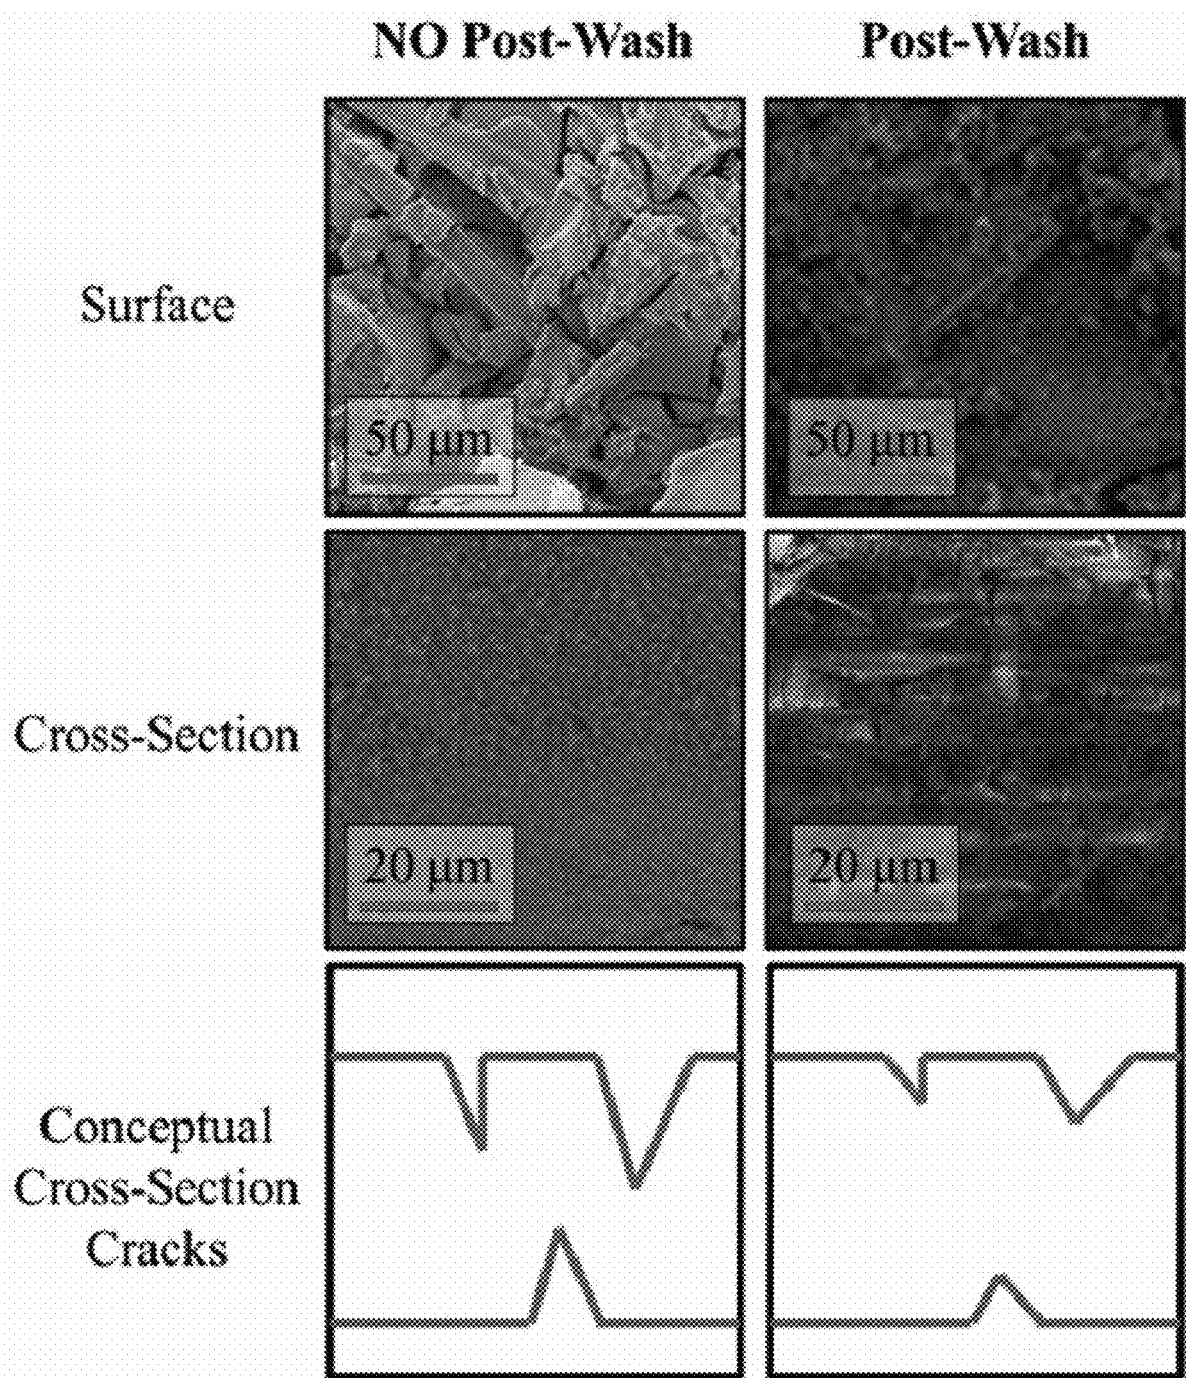 NO Post-Wash
Post-Wash
Surface
50 μm
50 μm
Cross-Section
20 μm
20 μm
Conceptual
Cross-Section
Cracks